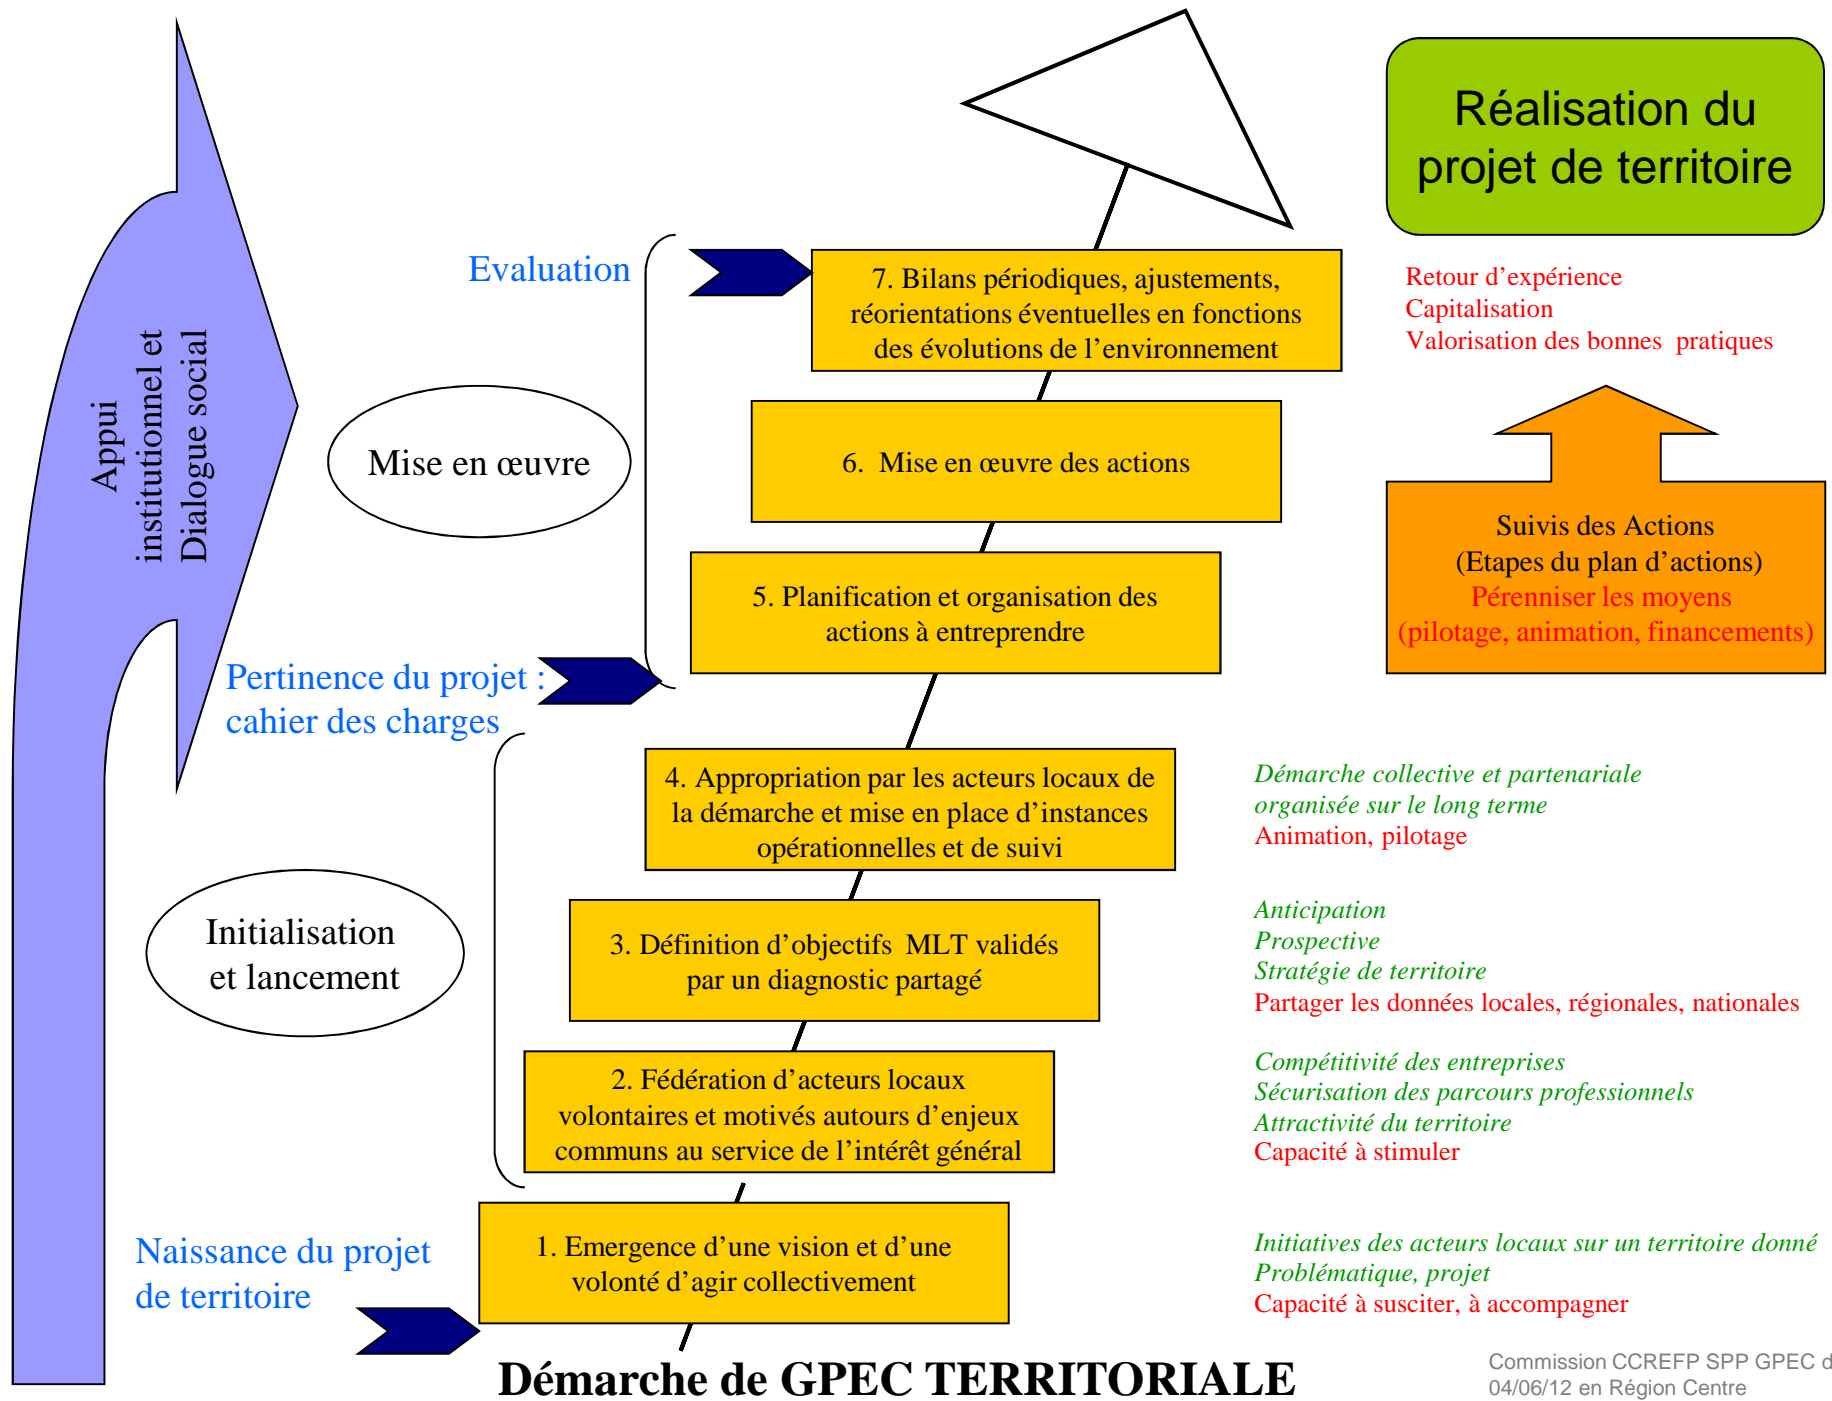 Réalisation du
projet de territoire
Evaluation
7. Bilans périodiques, ajustements,
réorientations éventuelles en fonctions
des évolutions de l’environnement
Retour d’expérience
Capitalisation
Valorisation des bonnes pratiques
Appui
institutionnel et
Dialogue social
Mise en œuvre
6. Mise en œuvre des actions
Suivis des Actions
(Etapes du plan d’actions)
Pérenniser les moyens
(pilotage, animation, financements)
5. Planification et organisation des
actions à entreprendre
Pertinence du projet :
cahier des charges
4. Appropriation par les acteurs locaux de
la démarche et mise en place d’instances
opérationnelles et de suivi
Démarche collective et partenariale
organisée sur le long terme
Animation, pilotage
Initialisation
et lancement
3. Définition d’objectifs MLT validés
par un diagnostic partagé
Anticipation
Prospective
Stratégie de territoire
Partager les données locales, régionales, nationales
2. Fédération d’acteurs locaux
volontaires et motivés autours d’enjeux
communs au service de l’intérêt général
Compétitivité des entreprises
Sécurisation des parcours professionnels
Attractivité du territoire
Capacité à stimuler
Naissance du projet
de territoire
1. Emergence d’une vision et d’une
volonté d’agir collectivement
Initiatives des acteurs locaux sur un territoire donné
Problématique, projet
Capacité à susciter, à accompagner
Démarche de GPEC TERRITORIALE
Commission CCREFP SPP GPEC d
04/06/12 en Région Centre